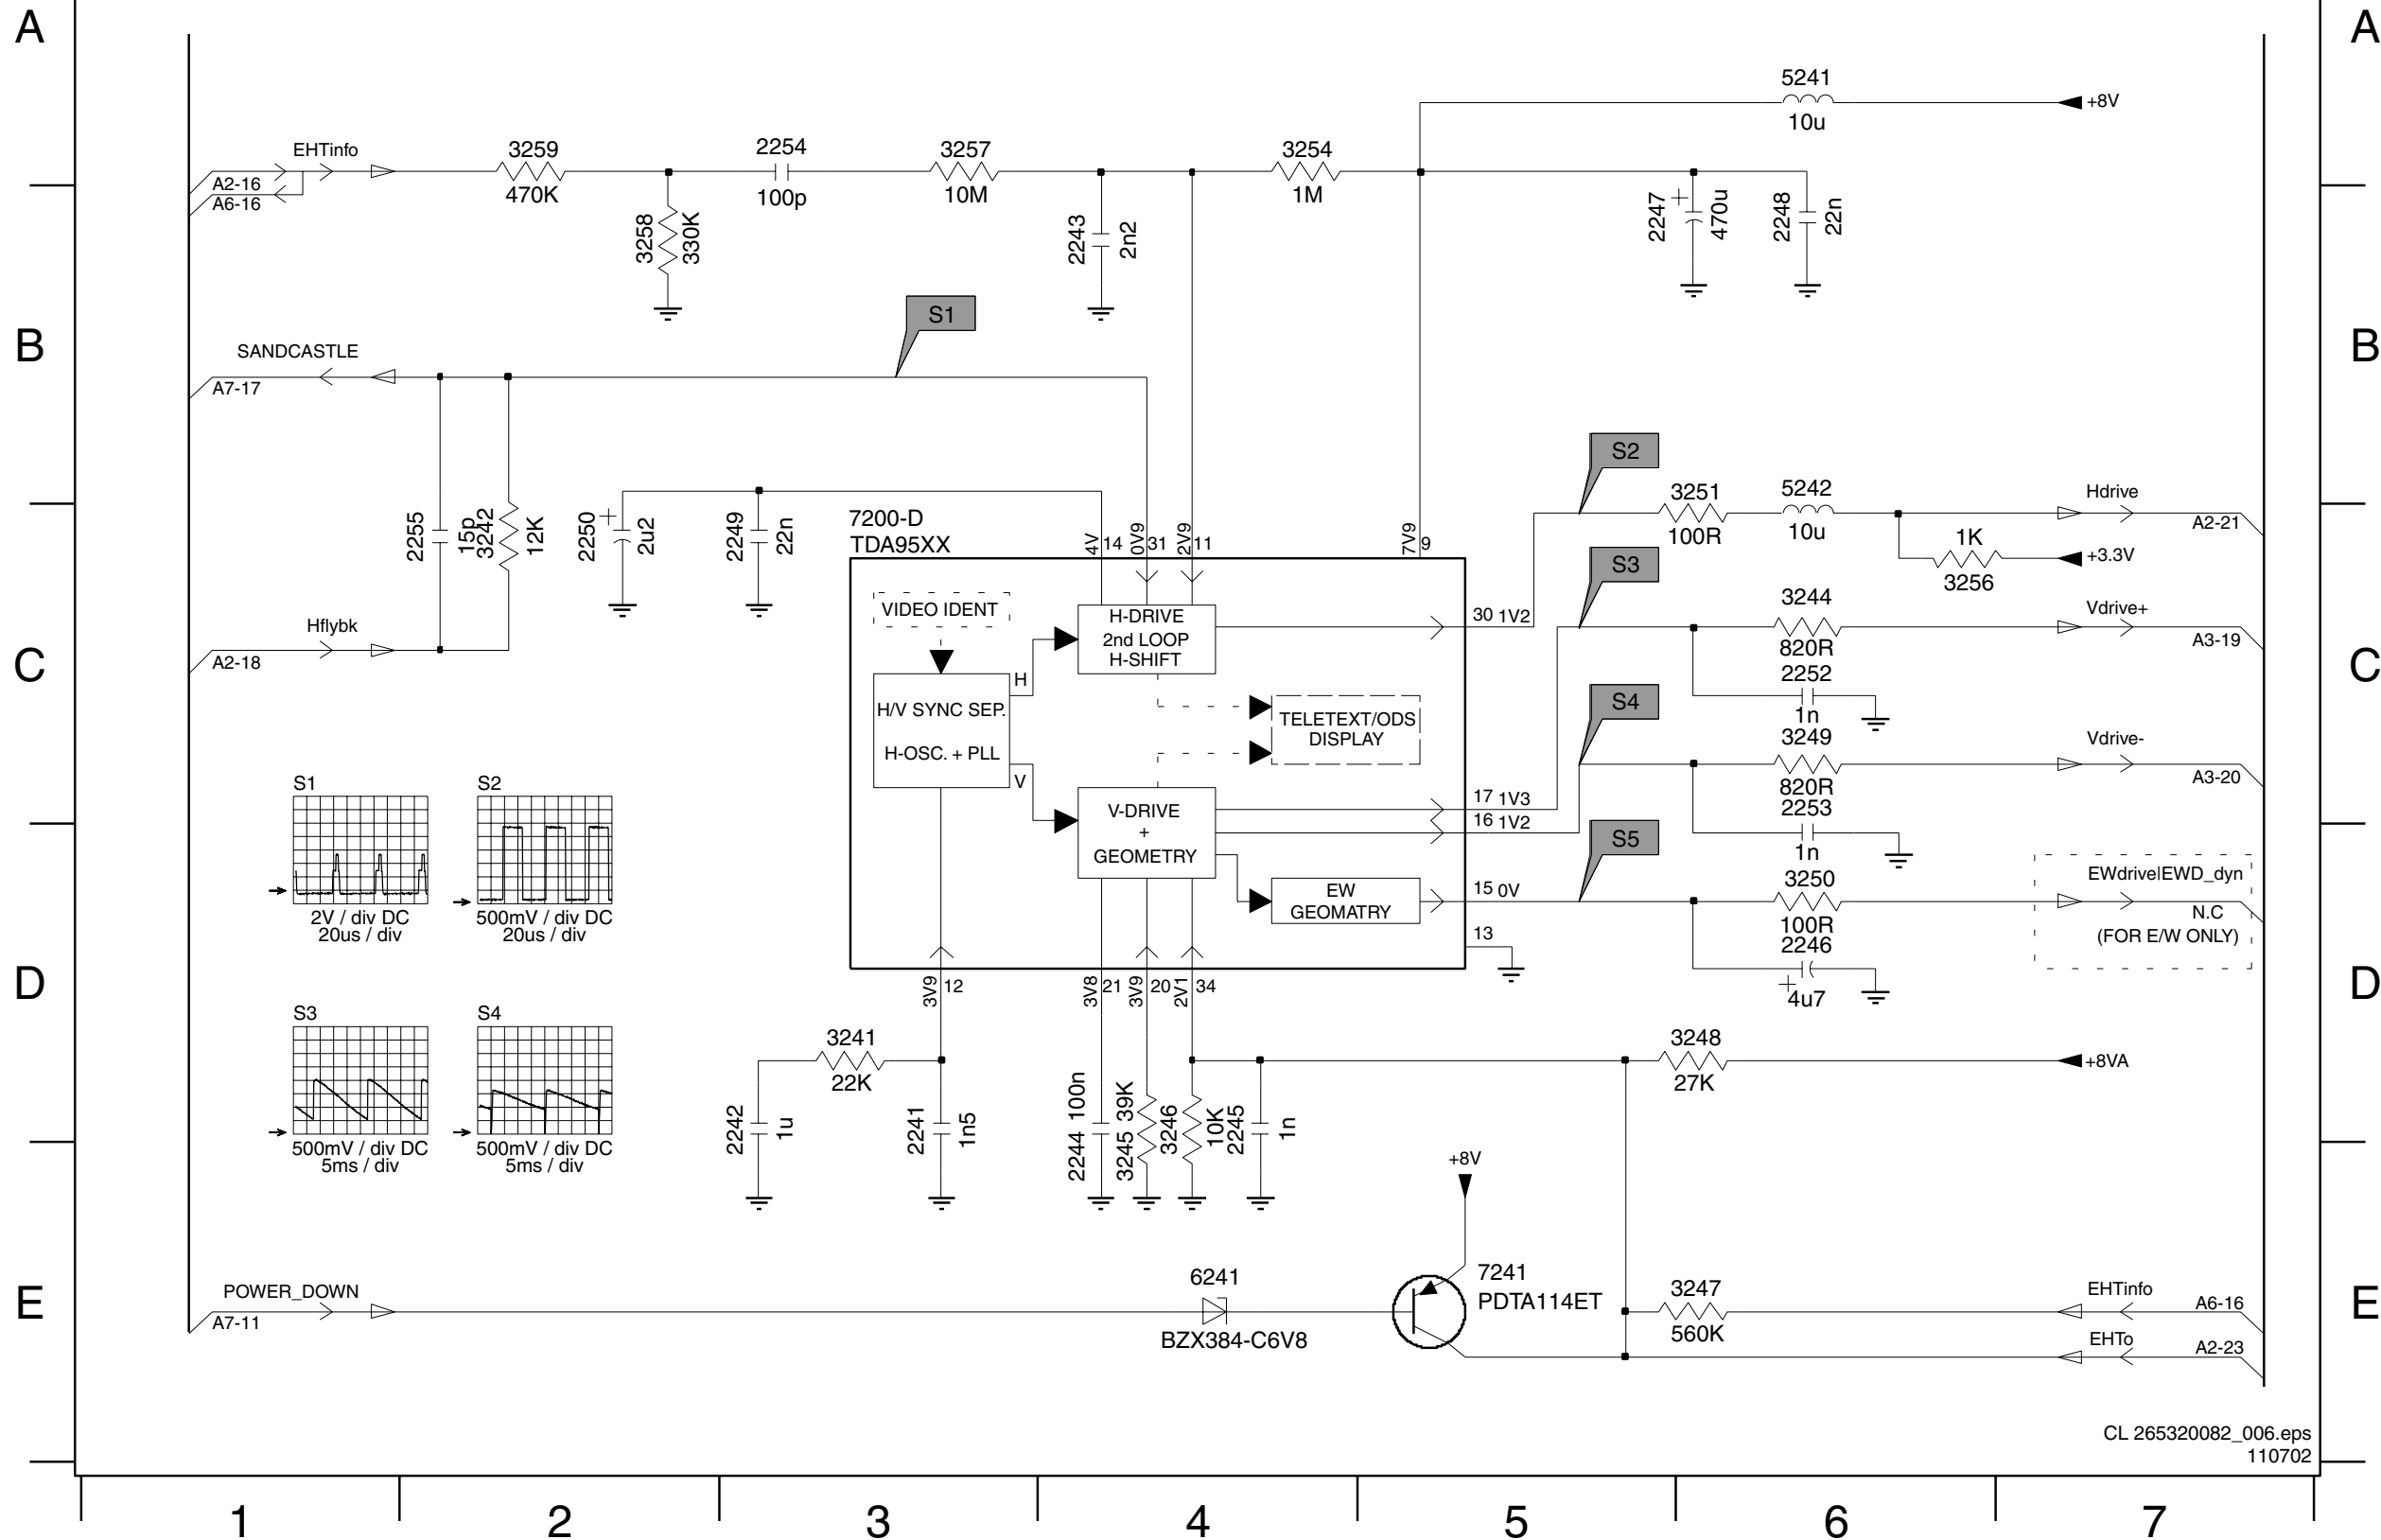 A
A
5241
+8V
10u
EHTinfo
3259
2254
3257
3254
A2-16
A6-16
470K
100p
10M
1M
3258
330K
2243
2n2
2247
+
470u
2248
22n
S1
B
B
SANDCASTLE
A7-17
S2
3251
5242
Hdrive
100R
10u
A2-21
1K
+3.3V
3256
2255
15p
3242
12K
2250
+
2u2
2249
22n
7200-D
TDA95XX
4V
14
0V9
31
2V9
11
7V9
9
S3
VIDEO IDENT
H-DRIVE
2nd LOOP
H-SHIFT
30 1V2
3244
Vdrive+
820R
A3-19
Hflybk
A2-18
C
C
H
2252
1n
H/V SYNC SEP.
H-OSC. + PLL
V
TELETEXT/ODS
DISPLAY
S4
3249
Vdrive-
820R
A3-20
2253
1n
S1
S2
V-DRIVE
+
GEOMETRY
17 1V3
16 1V2
S5
EW
GEOMATRY
15 0V
13
3250
EWdrive|EWD_dyn
100R
N.C
2246
(FOR E/W ONLY)
+
4u7
2V / div DC
20us / div
500mV / div DC
20us / div
D
D
3V9
12
3V8
21
3V9
20
2V1
34
S3
S4
3241
22K
3248
27K
+8VA
2242
1u
2241
1n5
2244
100n
3245
39K
3246
10K
2245
1n
500mV / div DC
5ms / div
500mV / div DC
5ms / div
+8V
E
E
POWER_DOWN
A7-11
6241
BZX384-C6V8
7241
PDTA114ET
3247
560K
EHTinfo
A6-16
EHTo
A2-23
CL 265320082_006.eps
110702
1
2
3
4
5
6
7